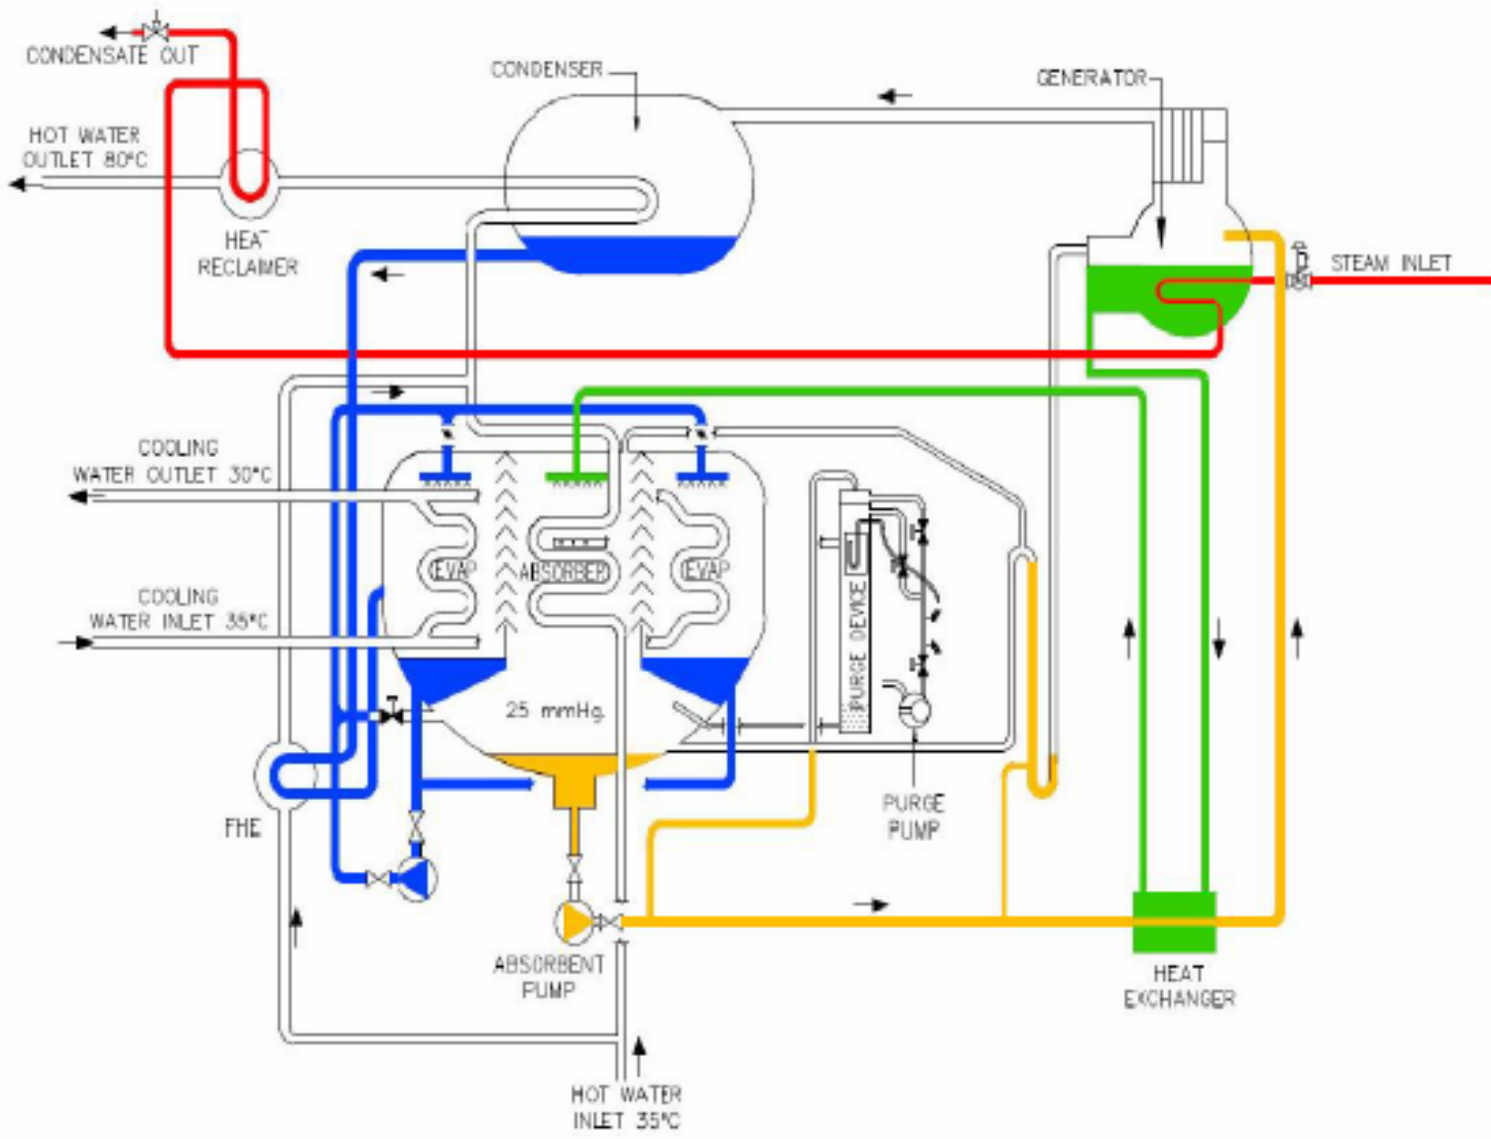 CONDENSATE OUT
CONDENSER
GENERATOR
HOT WATER
OUTLET 80°C
HEAT
RECLAIMER
STEAM INLET
COOLING
WATER OUTLET 30°C
EVAP
ABSORBER
EVAP
COOLING
WATER INLET 35°C
PURGE DEVICE
25 mmHg.
FHE
PURGE
PUMP
ABSORBENT
PUMP
HEAT
EXCHANGER
HOT WATER
INLET 35°C